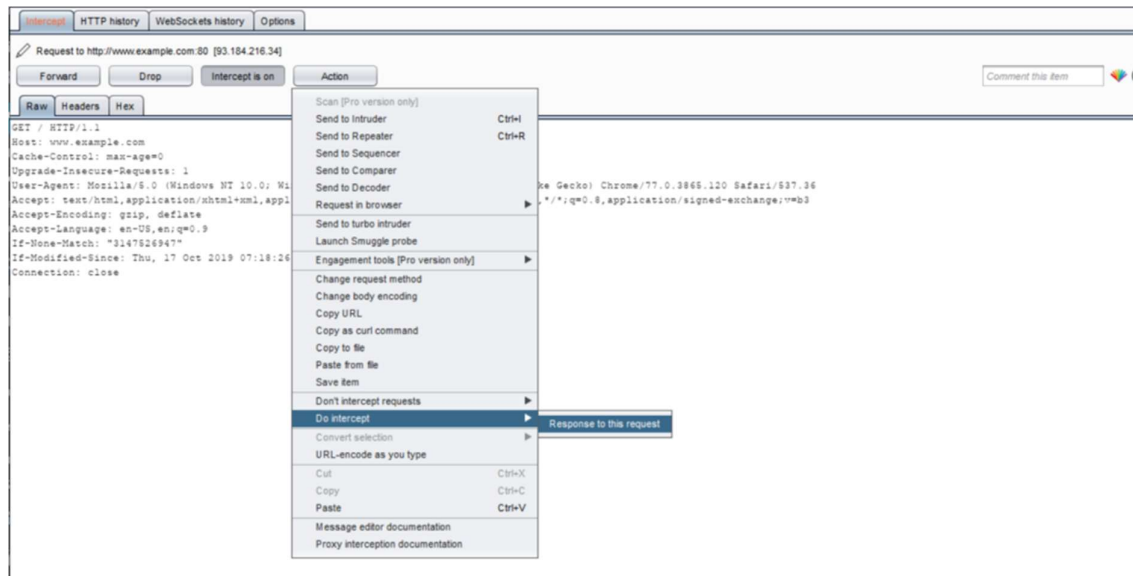 Intercept HTTP history WebSockets history Options
Request to http://www.example.com:80 [93.184.216.34]
Forward Drop Intercept is on Action Comment this item
Raw Headers Hex
GET / HTTP/1.1
Host: www.example.com
Cache-Control: max-age=0
Upgrade-Insecure-Requests: 1
User-Agent: Mozilla/5.0 (Windows NT 10.0; Wi ke Gecko) Chrome/77.0.3865.120 Safari/537.36
Accept: text/html,application/xhtml+xml,appl ,*/*;q=0.8,application/signed-exchange;v=b3
Accept-Encoding: gzip, deflate
Accept-Language: en-US,en;q=0.9
If-None-Match: "3147526947"
If-Modified-Since: Thu, 17 Oct 2019 07:18:26
Connection: close
Scan [Pro version only]
Send to Intruder Ctrl+I
Send to Repeater Ctrl+R
Send to Sequencer
Send to Comparer
Send to Decoder
Request in browser
Send to turbo intruder
Launch Smuggle probe
Engagement tools [Pro version only]
Change request method
Change body encoding
Copy URL
Copy as curl command
Copy to file
Paste from file
Save item
Don't intercept requests
Do intercept
Response to this request
Convert selection
URL-encode as you type
Cut Ctrl+X
Copy Ctrl+C
Paste Ctrl+V
Message editor documentation
Proxy interception documentation